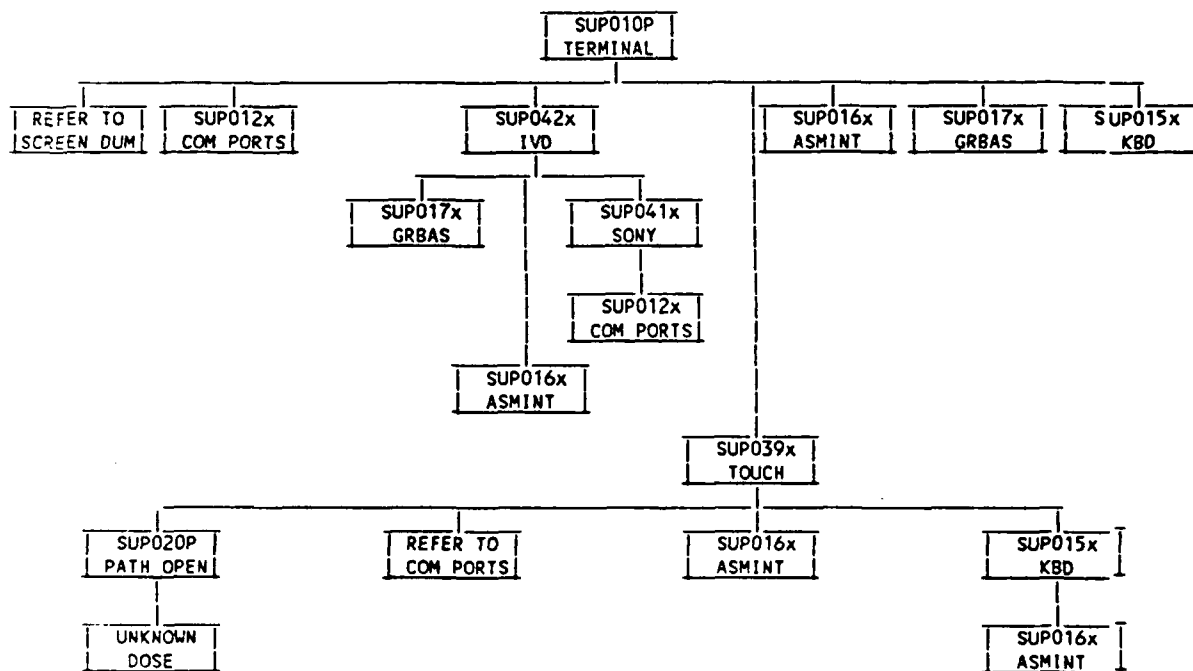 SUP010P
TERMINAL
REFER TO
SCREEN DUM
SUP012x
COM PORTS
SUP042x
IVD
SUP016x
ASMINT
SUP017x
GRBAS
SUP015x
KBD
SUP017x
GRBAS
SUP041x
SONY
SUP012x
COM PORTS
SUP016x
ASMINT
SUP039x
TOUCH
SUP020P
PATH OPEN
REFER TO
COM PORTS
SUP016x
ASMINT
SUP015x
KBD
UNKNOWN
DOSE
SUP016x
ASMINT